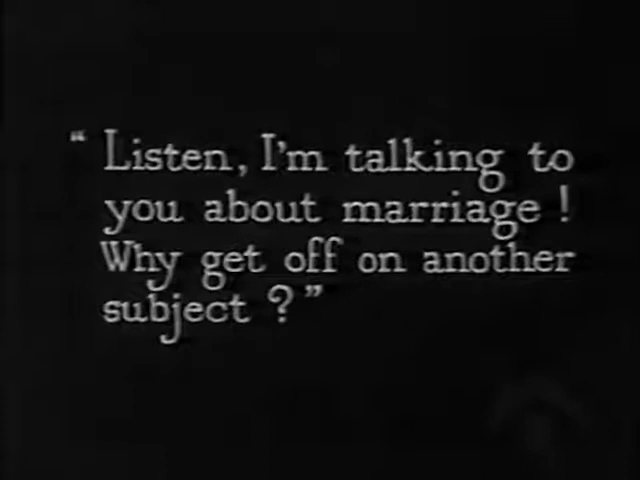 “ Listen, I'm talking to
you about marriage !
Why get off on another
subject ? ”